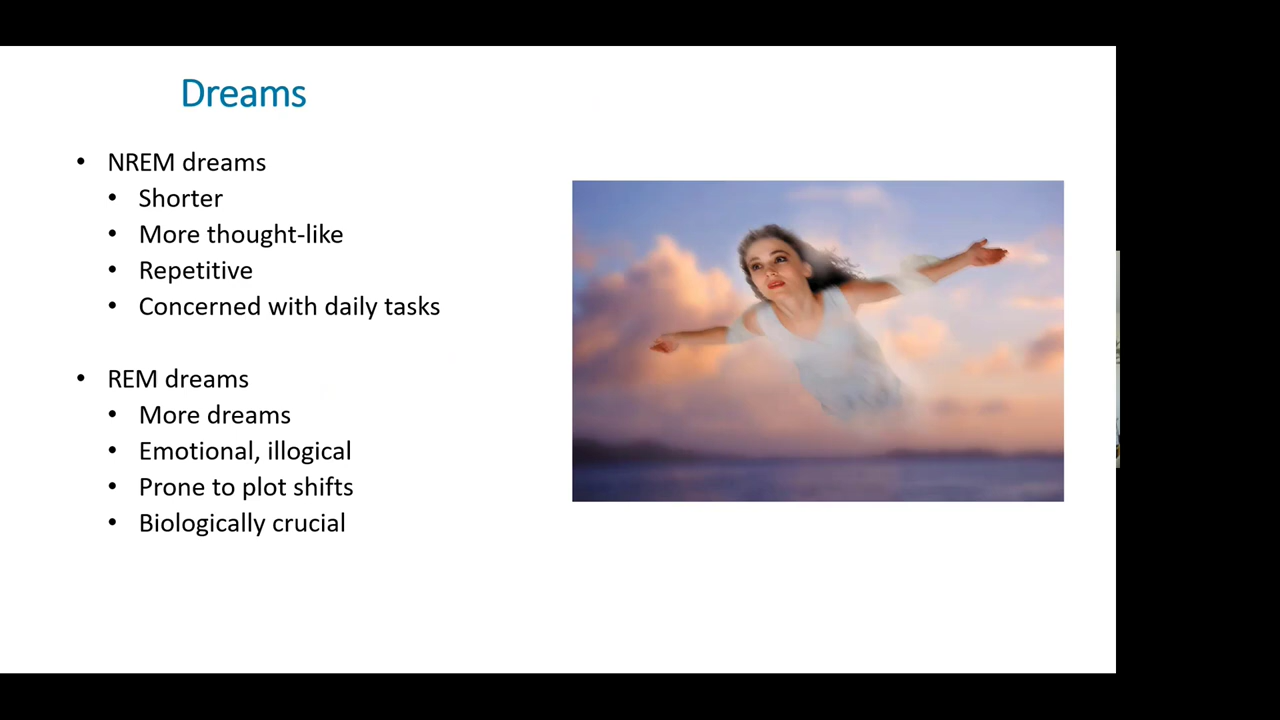 Dreams
• NREM dreams
• Shorter
• More thought-like
• Repetitive
• Concerned with daily tasks
• REM dreams
• More dreams
• Emotional, illogical
• Prone to plot shifts
• Biologically crucial